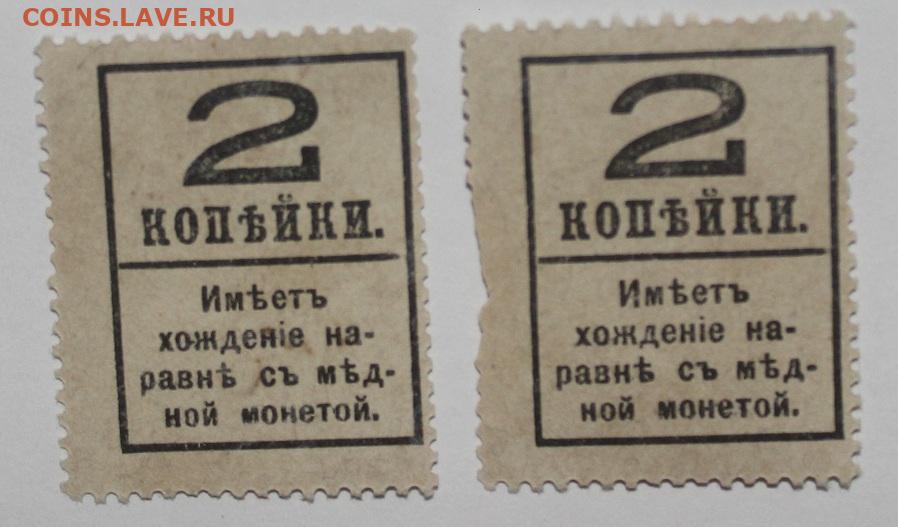 COINS.LAVE.RU
2
КОПѢЙКИ.
Имѣетъ
хожденіе на-
равнѣ съ мѣд-
ной монетой.
2
КОПѢЙКИ.
Имѣетъ
хожденіе на-
равнѣ съ мѣд-
ной монетой.